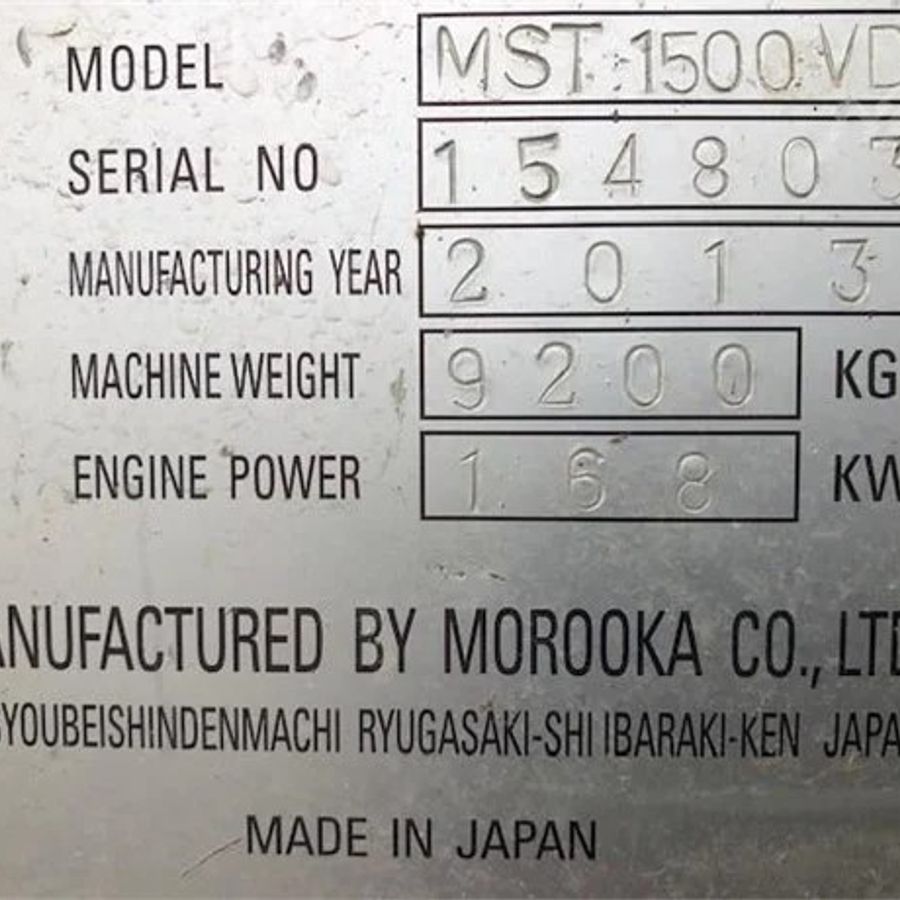 MODEL MST 1500 VD
SERIAL NO 154803
MANUFACTURING YEAR 2013
MACHINE WEIGHT 9200 KG
ENGINE POWER 168 KW
ANUFACTURED BY MOROOKA CO., LTD
YOUBEISHINDENMACHI RYUGASAKI-SHI IBARAKI-KEN JAPA
MADE IN JAPAN